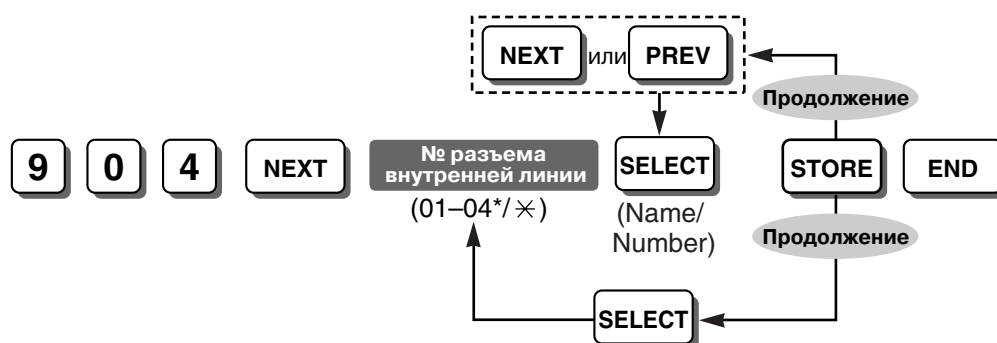 NEXT или PREV
Продолжение
9 0 4 NEXT № разъема внутренней линии SELECT STORE END
(01–04*/✳)
(Name/
Number)
Продолжение
SELECT